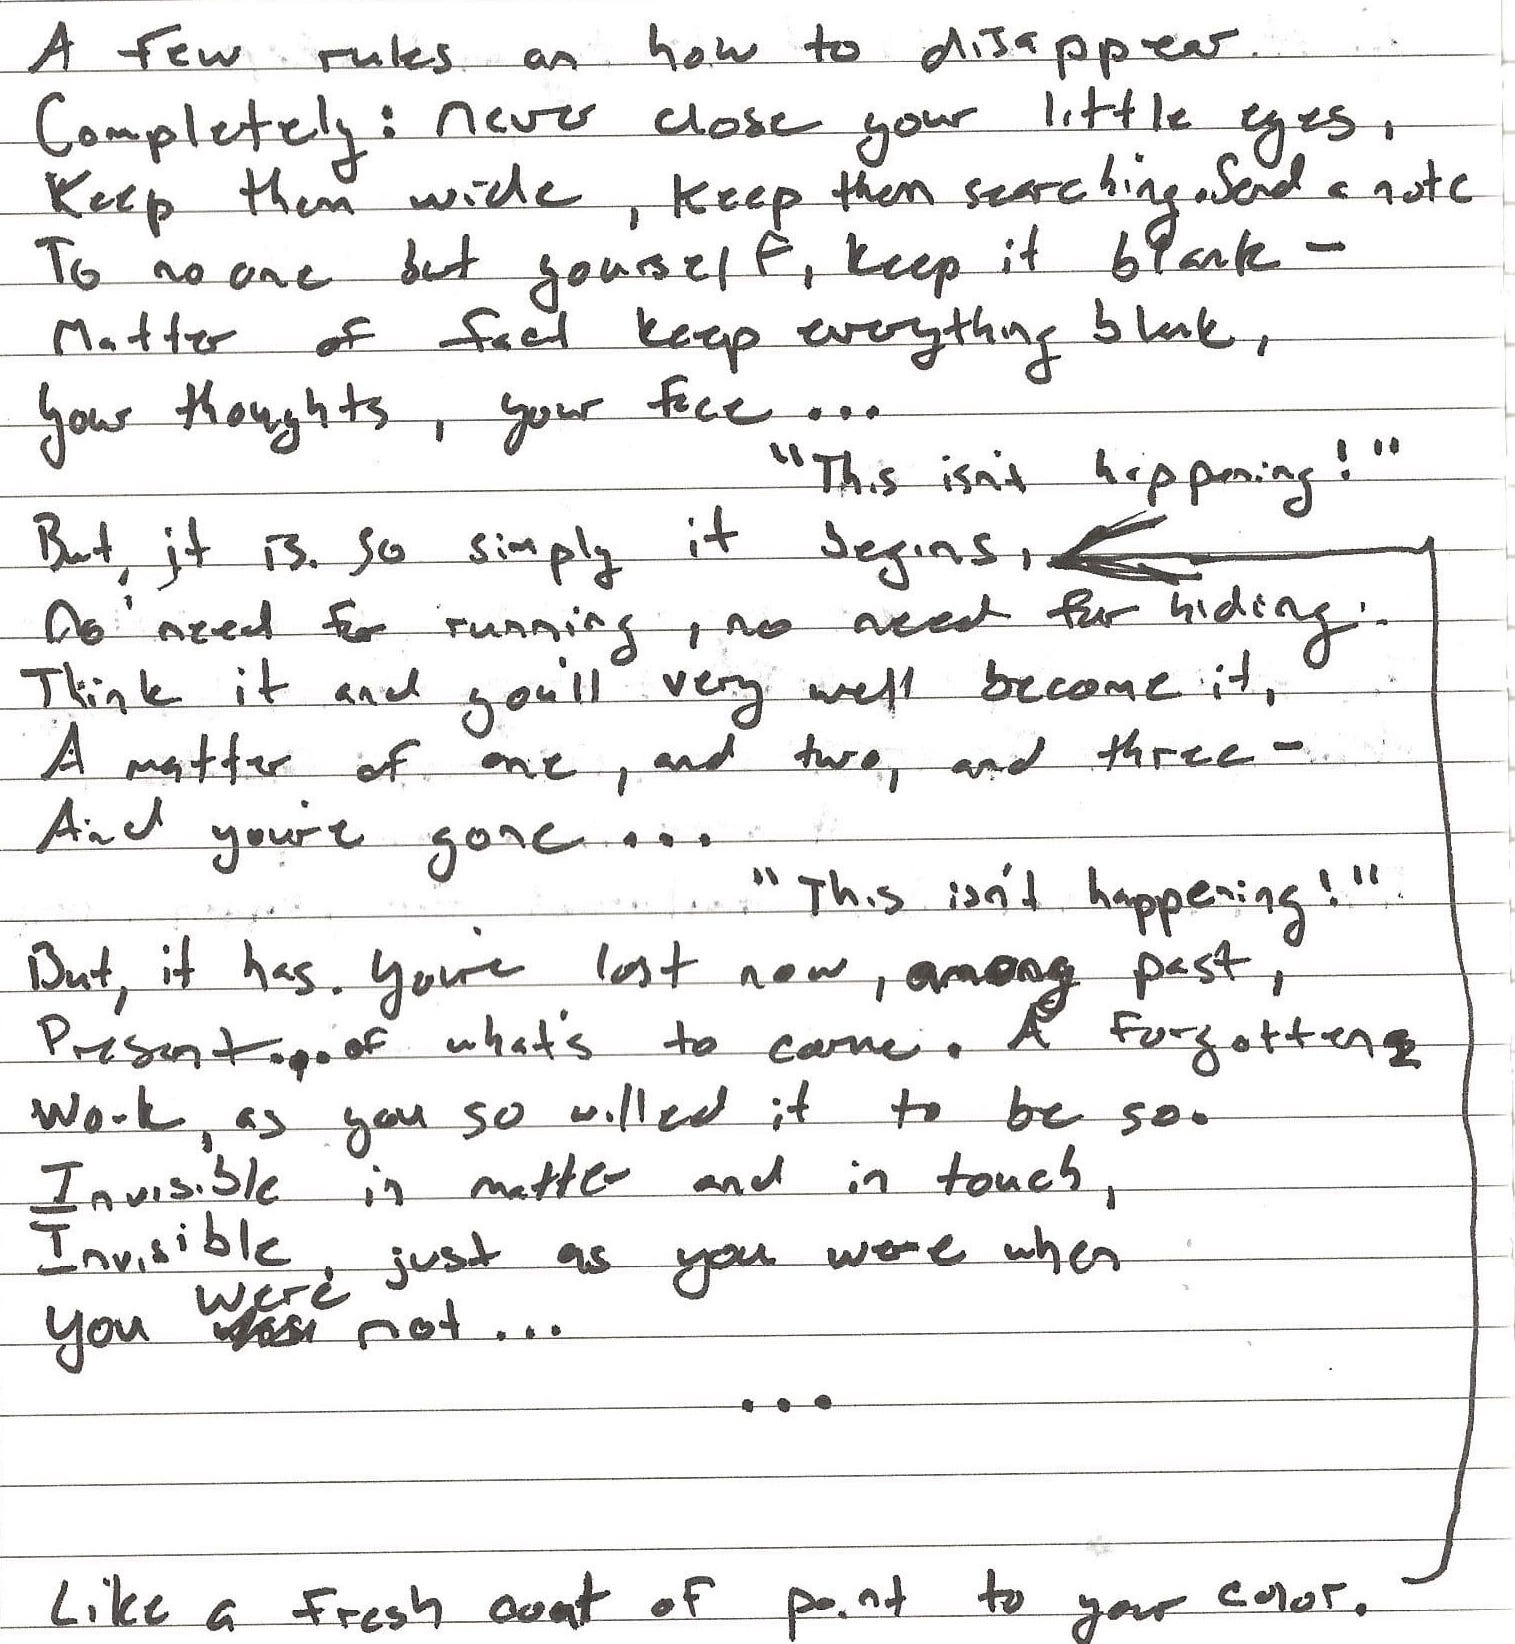 A few rules on how to disappear
Completely: never close your little eyes,
Keep them wide, keep them searching. Send a note
To no one but yourself, keep it blank -
Matter of fact keep everything blank,
Your thoughts, your face ...
"This isn't happening!"
But, it is. So simply it begins,
No need for running, no need for hiding.
Think it and you'll very well become it,
A matter of one, and two, and three -
And you're gone ....
"This isn't happening!"
But, it has. You're lost now, among past,
Present... of what's to come. A forgotten
Work, as you so willed it to be so.
Invisible in matter and in touch,
Invisible, just as you were when
were
you not ...
...
Like a fresh coat of paint to your color.